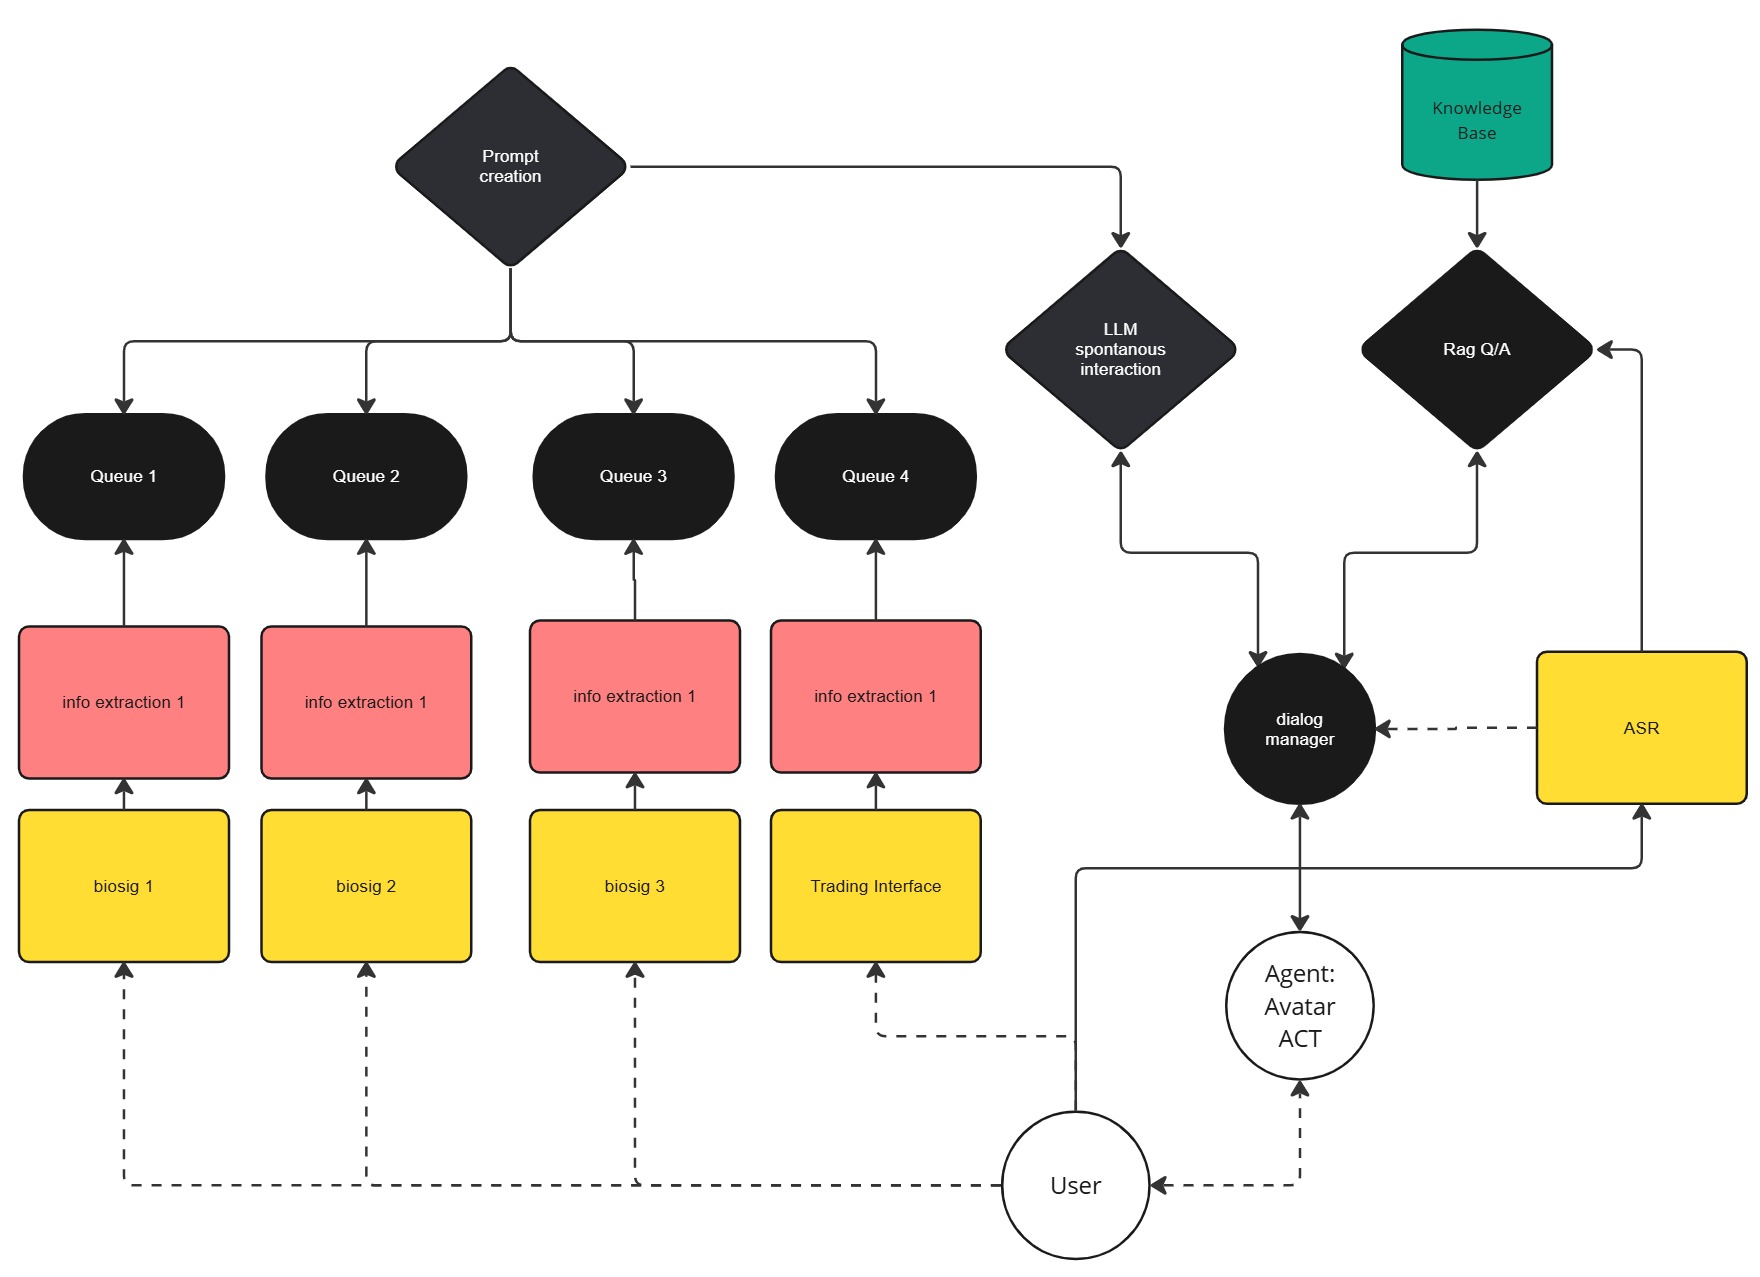 Knowledge
Base
Prompt
creation
LLM
spontanous
interaction
Rag Q/A
Queue 1
Queue 2
Queue 3
Queue 4
info extraction 1
info extraction 1
info extraction 1
info extraction 1
dialog
manager
ASR
biosig 1
biosig 2
biosig 3
Trading Interface
Agent:
Avatar
ACT
User